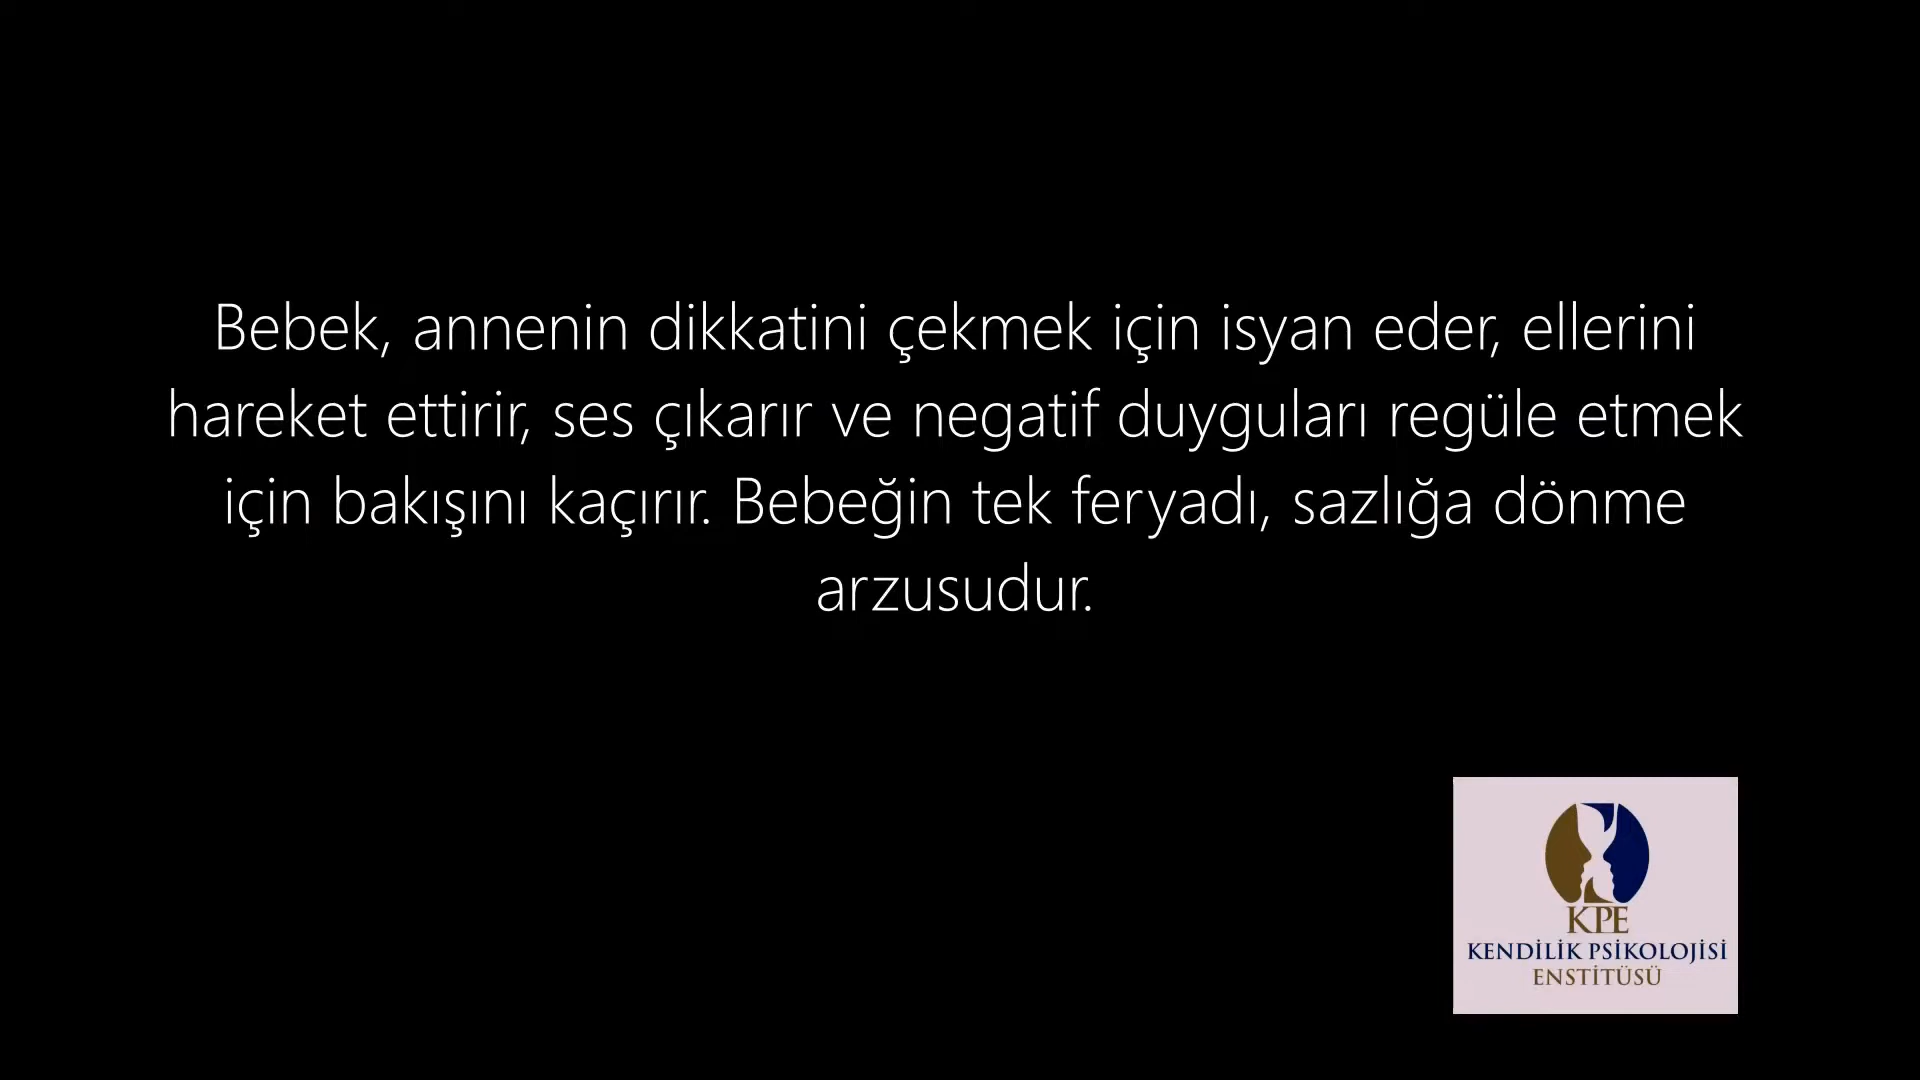 Bebek, annenin dikkatini çekmek için isyan eder, ellerini
hareket ettirir, ses çıkarır ve negatif duyguları regüle etmek
için bakışını kaçırır. Bebeğin tek feryadı, sazlığa dönme
arzusudur.
KPE
KENDİLİK PSİKOLOJİSİ
ENSTİTÜSÜ